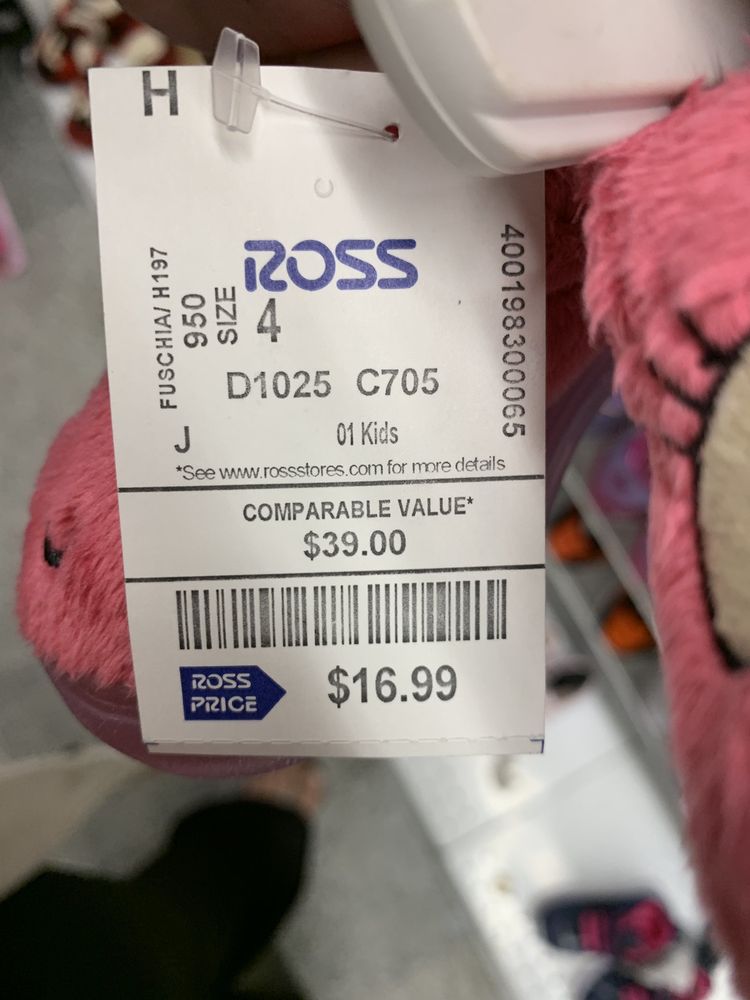 H
ROSS
FUSCHIA/ H197
950
SIZE
4
400198300065
D1025 C705
J
01 Kids
*See www.rossstores.com for more details
COMPARABLE VALUE*
$39.00
ROSS
PRICE
$16.99